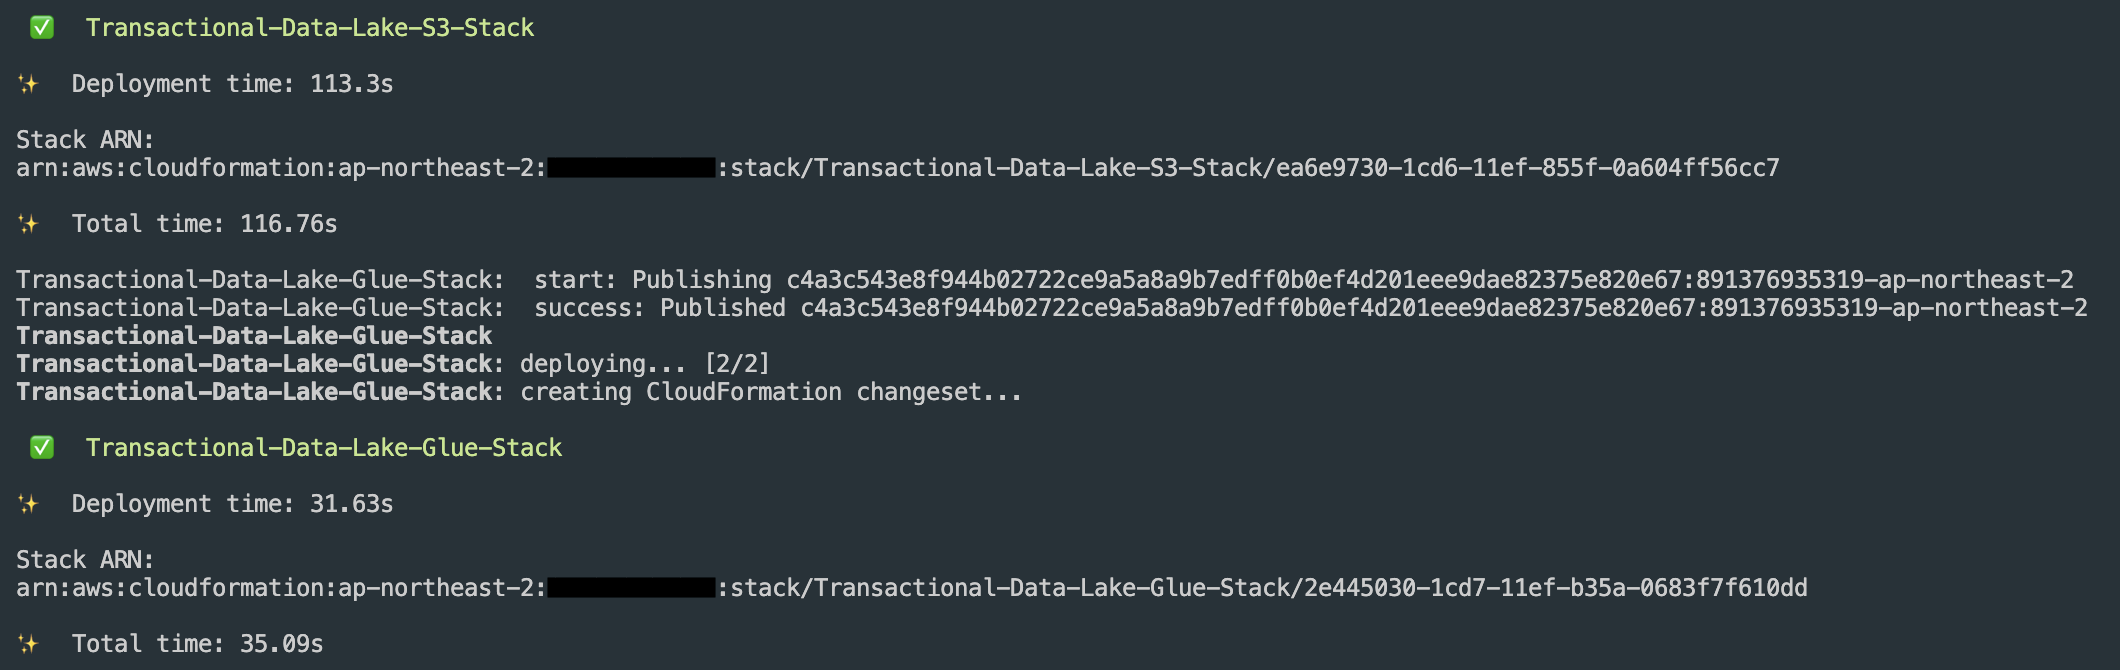 ✅  Transactional-Data-Lake-S3-Stack
✨  Deployment time: 113.3s
Stack ARN:
arn:aws:cloudformation:ap-northeast-2: :stack/Transactional-Data-Lake-S3-Stack/ea6e9730-1cd6-11ef-855f-0a604ff56cc7
✨  Total time: 116.76s
Transactional-Data-Lake-Glue-Stack:  start: Publishing c4a3c543e8f944b02722ce9a5a8a9b7edff0b0ef4d201eee9dae82375e820e67:891376935319-ap-northeast-2
Transactional-Data-Lake-Glue-Stack:  success: Published c4a3c543e8f944b02722ce9a5a8a9b7edff0b0ef4d201eee9dae82375e820e67:891376935319-ap-northeast-2
Transactional-Data-Lake-Glue-Stack
Transactional-Data-Lake-Glue-Stack: deploying... [2/2]
Transactional-Data-Lake-Glue-Stack: creating CloudFormation changeset...
✅  Transactional-Data-Lake-Glue-Stack
✨  Deployment time: 31.63s
Stack ARN:
arn:aws:cloudformation:ap-northeast-2: :stack/Transactional-Data-Lake-Glue-Stack/2e445030-1cd7-11ef-b35a-0683f7f610dd
✨  Total time: 35.09s